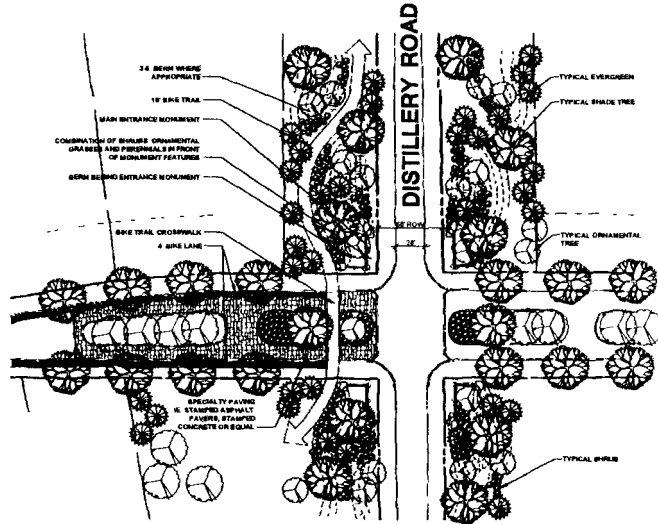 DISTILLERY ROAD
3-5' BERM WHERE
APPROPRIATE
10' BIKE TRAIL
MAIN ENTRANCE MONUMENT
COMBINATION OF SHRUBS, ORNAMENTAL
GRASSES AND PERENNIALS IN FRONT
OF MONUMENT FEATURES
BERM BEHIND ENTRANCE MONUMENT
BIKE TRAIL CROSSWALK
4' BIKE LANE
SPECIALTY PAVING
IE. STAMPED ASPHALT
PAVERS, STAMPED
CONCRETE OR EQUAL
TYPICAL EVERGREEN
TYPICAL SHADE TREE
ROW
TYPICAL ORNAMENTAL
TREE
TYPICAL SHRUB